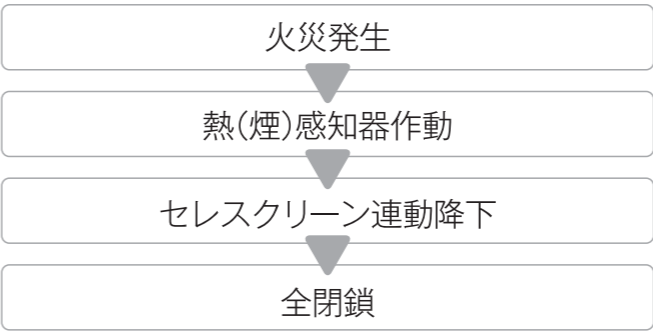 火災発生
熱(煙)感知器作動
セレスクリーン連動降下
全閉鎖